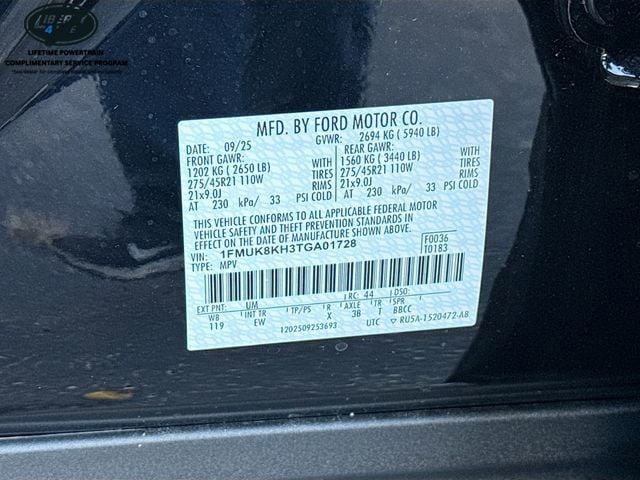 LIBERTY
LIFETIME POWERTRAIN
COMPLIMENTARY SERVICE PROGRAM
MFD. BY FORD MOTOR CO.
DATE: 09/25 GVWR: 2694 KG ( 5940 LB)
FRONT GAWR: WITH REAR GAWR: WITH
1202 KG ( 2650 LB) TIRES 1560 KG ( 3440 LB) TIRES
275/45R21 110W RIMS 275/45R21 110W RIMS
21x9.0J 21x9.0J
AT 230 kPa/ 33 PSI COLD AT 230 kPa/ 33 PSI COLD
THIS VEHICLE CONFORMS TO ALL APPLICABLE FEDERAL MOTOR
VEHICLE SAFETY AND THEFT PREVENTION STANDARDS IN
EFFECT ON THE DATE OF MANUFACTURE SHOWN ABOVE.
VIN: 1FMUK8KH3TGA01728 F0036
TYPE: MPV T0183
EXT PNT: UM RC: 44 DSO:
WB INT TR TP/PS R AXLE TR SPR
119 EW X 3B T BBCC
1202509253693 UTC RU5A-1520472-AB